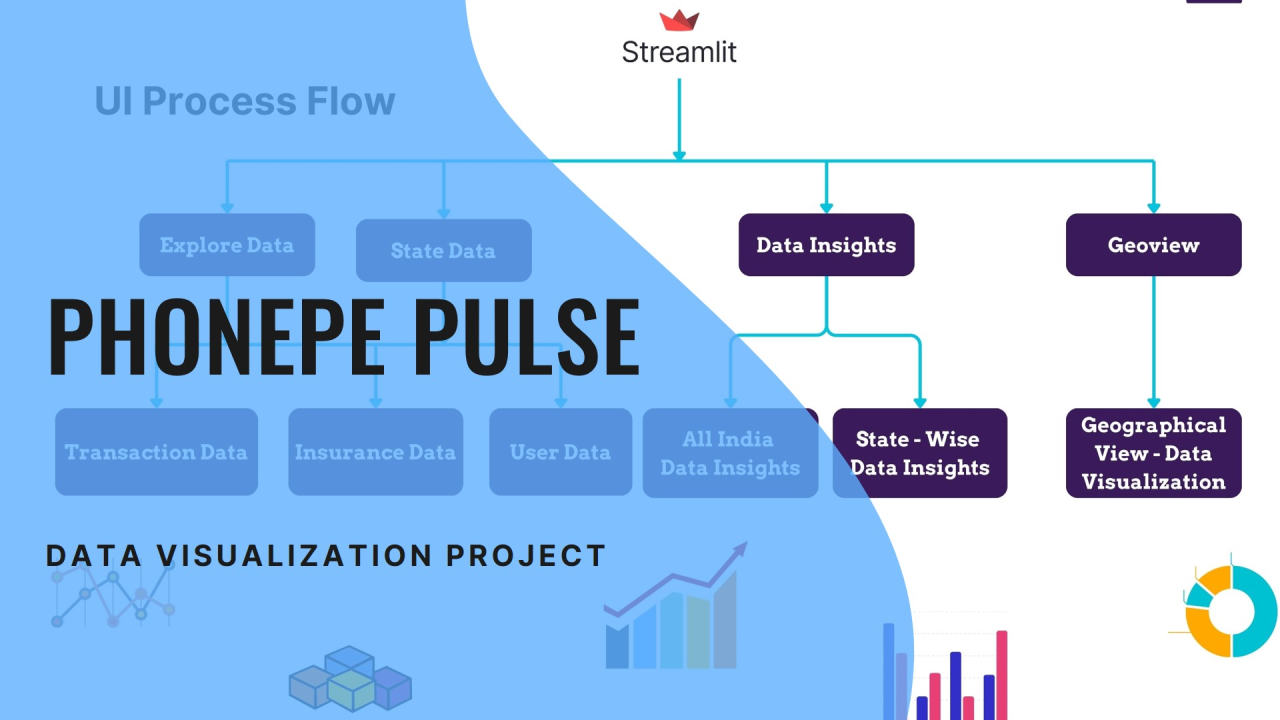 Streamlit
UI Process Flow
Explore Data
State Data
Data Insights
Geoview
PHONEPE PULSE
Transaction Data
Insurance Data
User Data
All India
Data Insights
State - Wise
Data Insights
Geographical
View - Data
Visualization
DATA VISUALIZATION PROJECT